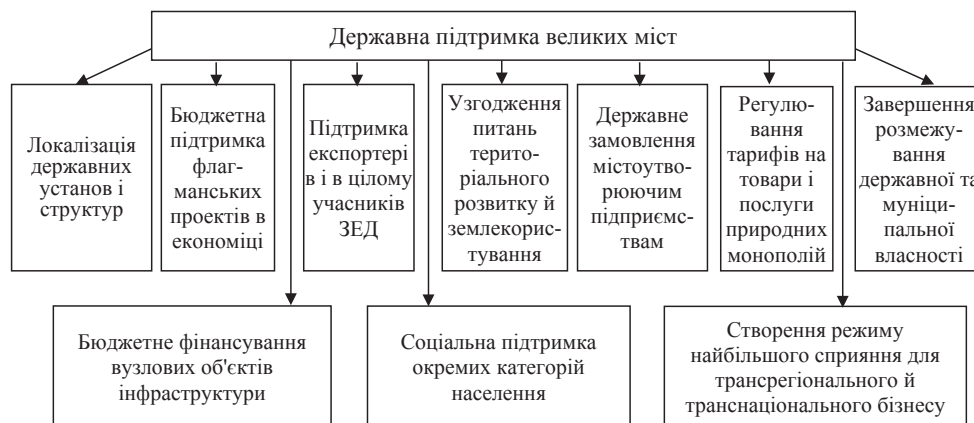 Державна підтримка великих міст
Локалізація
державних
установ і
структур
Бюджетна
підтримка
флаг-
манських
проектів в
економіці
Підтримка
експортері
в і в цілому
учасників
ЗЕД
Узгодження
питань
терито-
ріального
розвитку й
землекорис-
тування
Державне
замовлення
містоутво-
рюючим
підприємс-
твам
Регулю-
вання
тарифів на
товари і
послуги
природних
монополій
Завершення
розмежу-
вання
державної та
муніци-
пальної
власності
Бюджетне фінансування
вузлових об'єктів
інфраструктури
Соціальна підтримка
окремих категорій
населення
Створення режиму
найбільшого сприяння для
трансрегіонального й
транснаціонального бізнесу